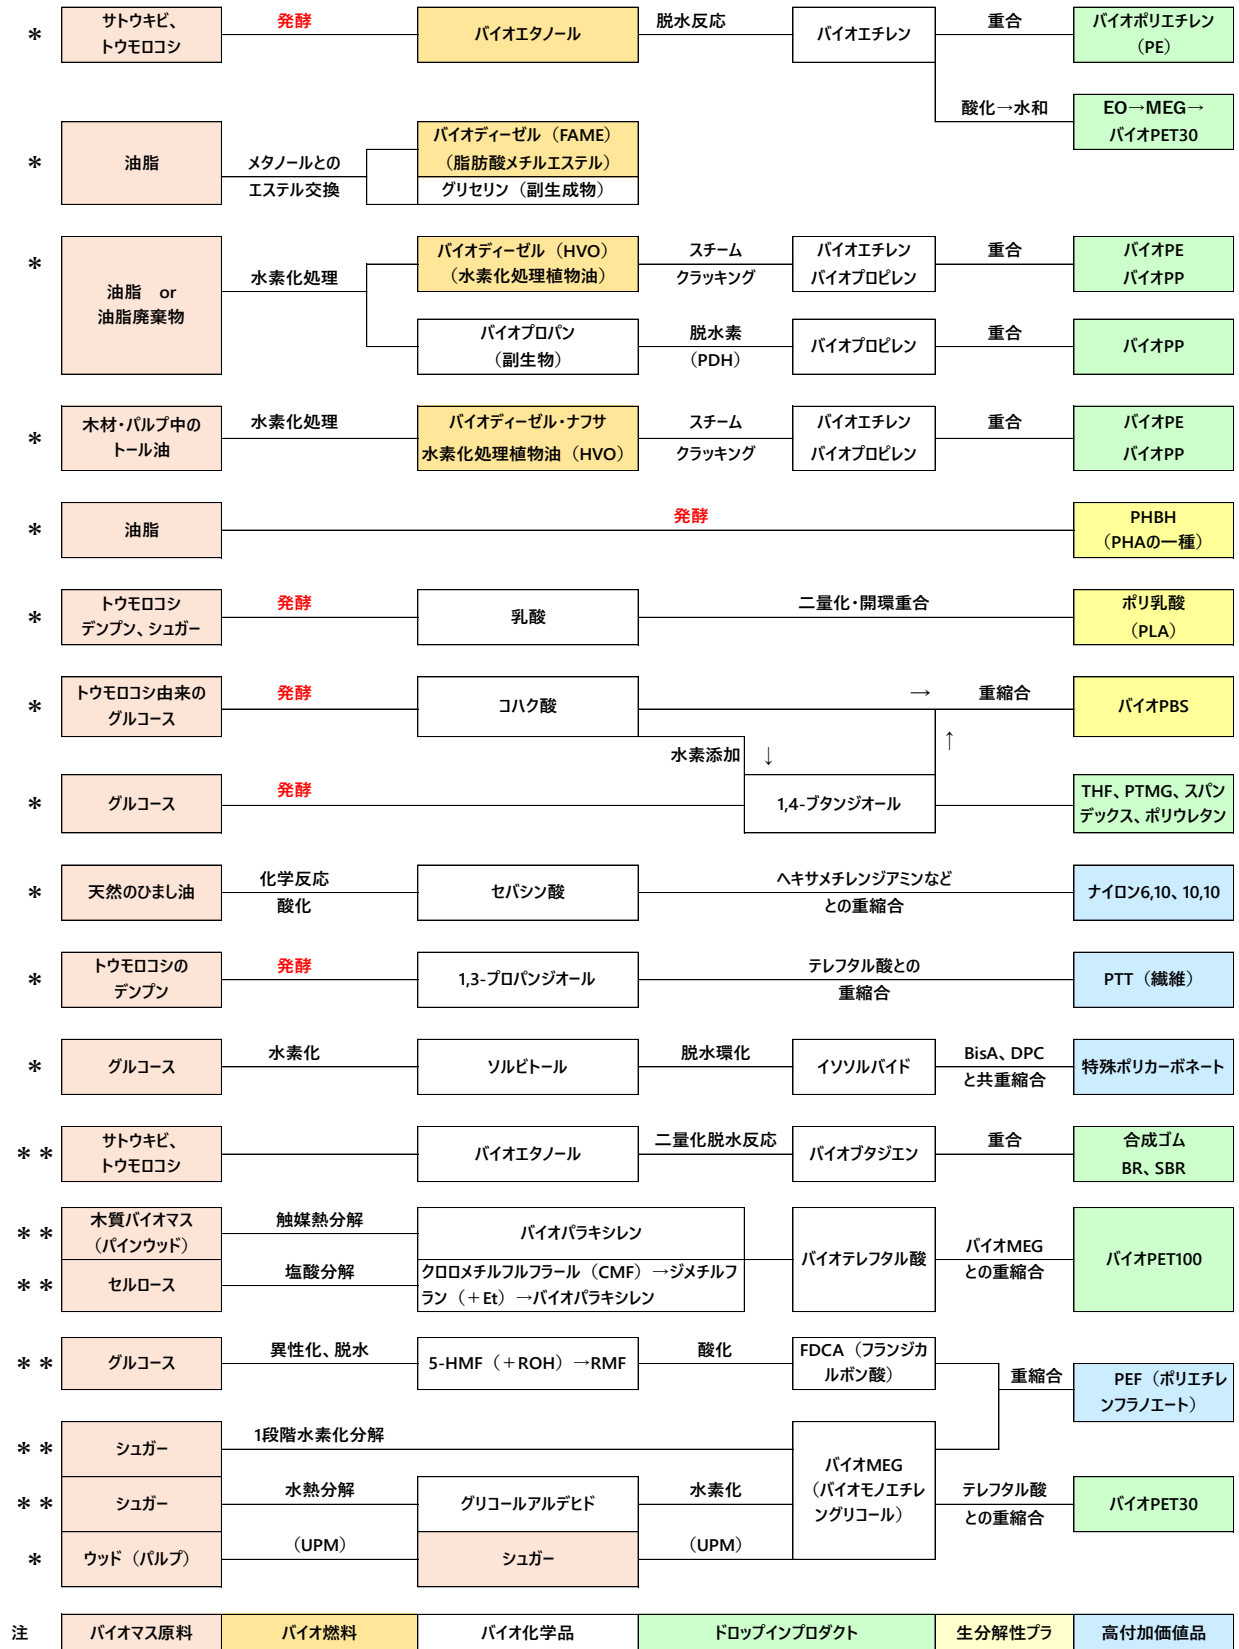 ＊
サトウキビ、
トウモロコシ
発酵
バイオエタノール
脱水反応
バイオエチレン
重合
バイオポリエチレン
（PE）
酸化→水和
EO→MEG→
バイオPET30
＊
油脂
メタノールとの
エステル交換
バイオディーゼル（FAME）
（脂肪酸メチルエステル）
グリセリン（副生成物）
＊
油脂　or
油脂廃棄物
水素化処理
バイオディーゼル（HVO）
（水素化処理植物油）
スチーム
クラッキング
バイオエチレン
バイオプロピレン
重合
バイオPE
バイオPP
バイオプロパン
（副生物）
脱水素
（PDH）
バイオプロピレン
重合
バイオPP
＊
木材・パルプ中の
トール油
水素化処理
バイオディーゼル・ナフサ
水素化処理植物油（HVO）
スチーム
クラッキング
バイオエチレン
バイオプロピレン
重合
バイオPE
バイオPP
＊
油脂
発酵
PHBH
（PHAの一種）
＊
トウモロコシ
デンプン、シュガー
発酵
乳酸
二量化・開環重合
ポリ乳酸
（PLA）
＊
トウモロコシ由来の
グルコース
発酵
コハク酸
→
重縮合
バイオPBS
水素添加
↓
↑
＊
グルコース
発酵
1,4-ブタンジオール
THF、PTMG、スパン
デックス、ポリウレタン
＊
天然のひまし油
化学反応
酸化
セバシン酸
ヘキサメチレンジアミンなど
との重縮合
ナイロン6,10、10,10
＊
トウモロコシの
デンプン
発酵
1,3-プロパンジオール
テレフタル酸との
重縮合
PTT（繊維）
＊
グルコース
水素化
ソルビトール
脱水環化
イソソルバイド
BisA、DPC
と共重縮合
特殊ポリカーボネート
＊＊
サトウキビ、
トウモロコシ
バイオエタノール
二量化脱水反応
バイオブタジエン
重合
合成ゴム
BR、SBR
＊＊
木質バイオマス
（パインウッド）
触媒熱分解
バイオパラキシレン
バイオテレフタル酸
バイオMEG
との重縮合
バイオPET100
＊＊
セルロース
塩酸分解
クロロメチルフルフラール（CMF）→ジメチルフ
ラン（＋Et）→バイオパラキシレン
＊＊
グルコース
異性化、脱水
5-HMF（＋ROH）→RMF
酸化
FDCA（フランジカ
ルボン酸）
重縮合
PEF（ポリエチレ
ンフラノエート）
＊＊
シュガー
1段階水素化分解
バイオMEG
（バイオモノエチレ
ングリコール）
＊＊
シュガー
水熱分解
グリコールアルデヒド
水素化
テレフタル酸
との重縮合
バイオPET30
＊
ウッド（パルプ）
（UPM）
シュガー
（UPM）
注
バイオマス原料
バイオ燃料
バイオ化学品
ドロップインプロダクト
生分解性プラ
高付加価値品